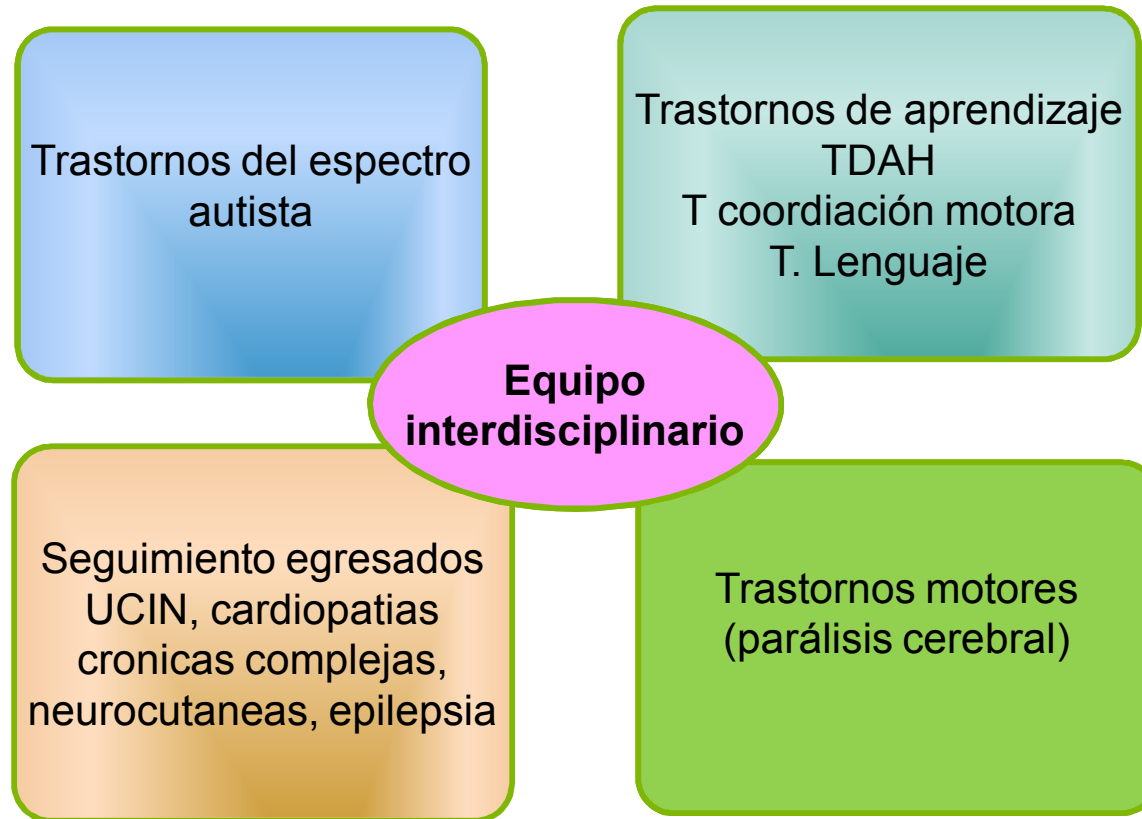 Trastornos del espectro
autista
Trastornos de aprendizaje
TDAH
T coordiación motora
T. Lenguaje
Equipo
interdisciplinario
Seguimiento egresados
UCIN, cardiopatias
cronicas complejas,
neurocutaneas, epilepsia
Trastornos motores
(parálisis cerebral)